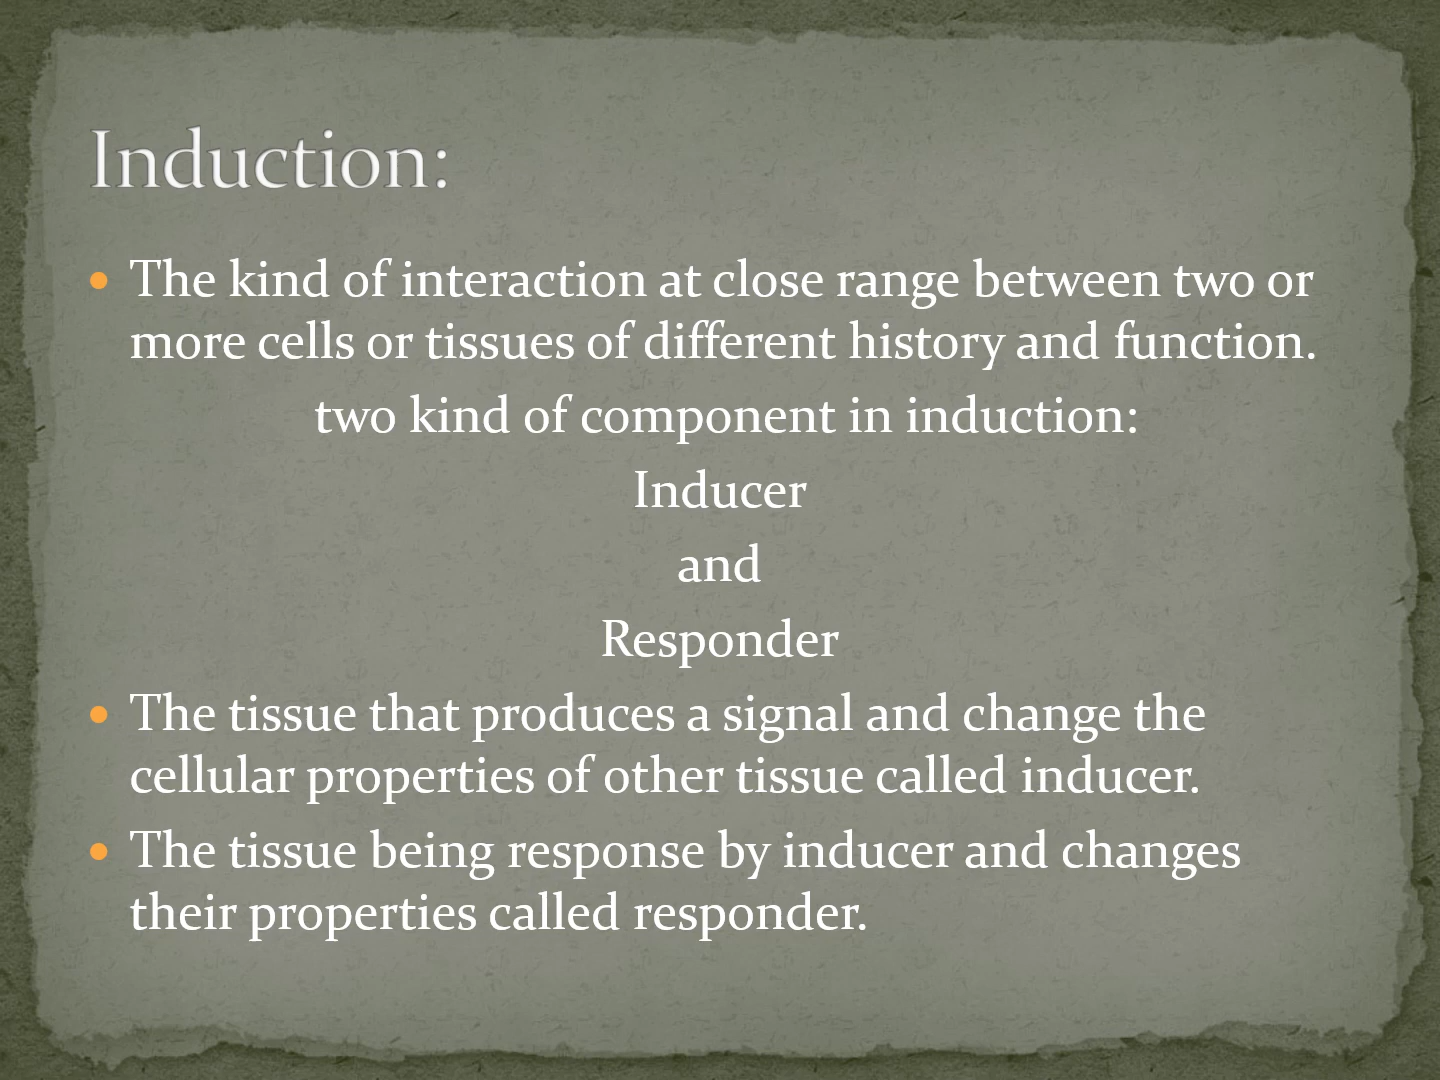 Induction:
The kind of interaction at close range between two or
more cells or tissues of different history and function.
two kind of component in induction:
Inducer
and
Responder
The tissue that produces a signal and change the
cellular properties of other tissue called inducer.
The tissue being response by inducer and changes
their properties called responder.